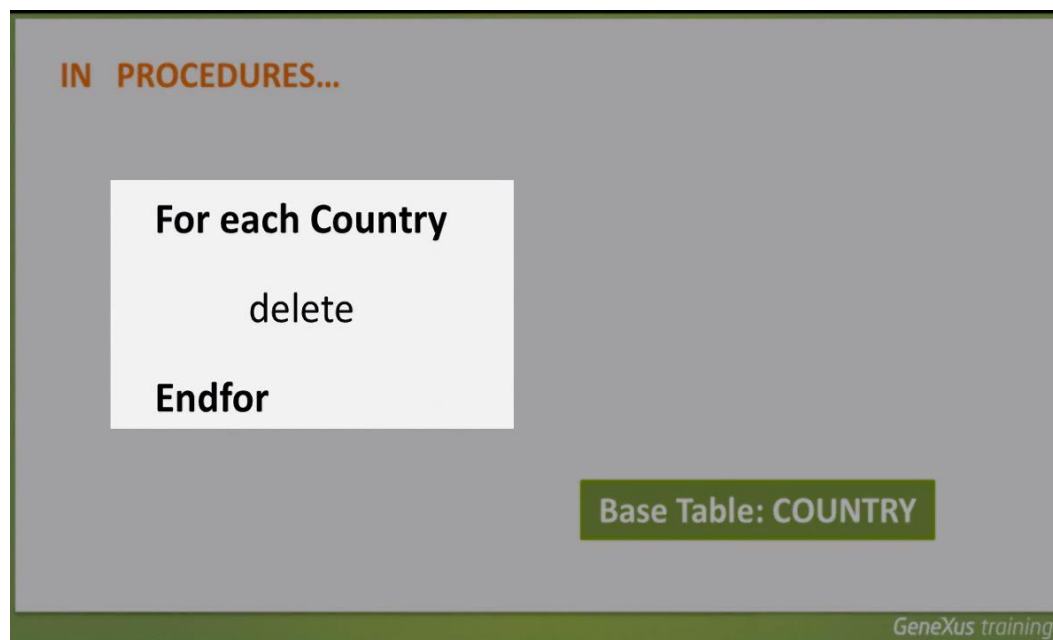 IN PROCEDURES...
For each Country
delete
Endfor
Base Table: COUNTRY
GeneXus training